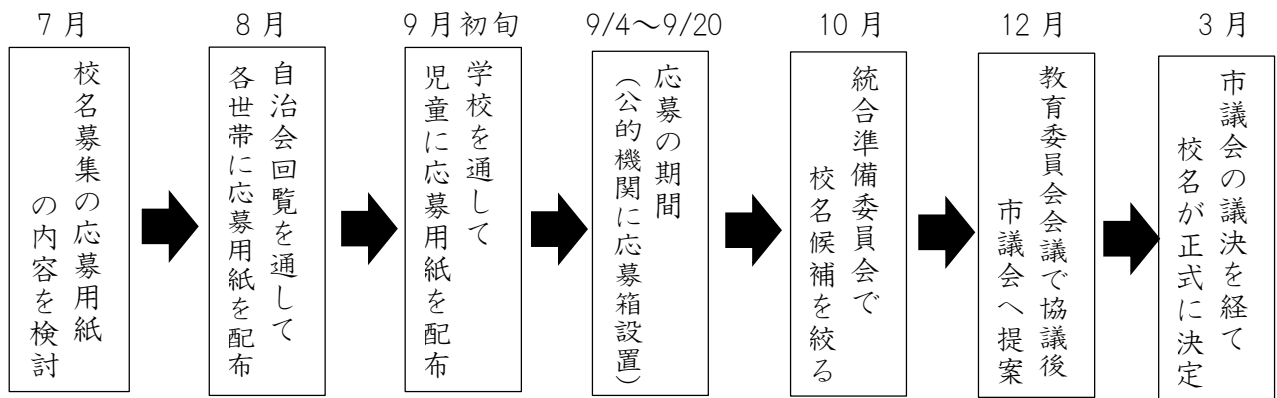 7月
校名募集の応募用紙
の内容を検討
8月
自治会回覧を通して
各世帯に応募用紙を配布
9月初旬
学校を通して
児童に応募用紙を配布
9/4～9/20
応募の期間
（公的機関に応募箱設置）
10月
統合準備委員会で
校名候補を絞る
12月
教育委員会会議で協議後
市議会へ提案
3月
市議会の議決を経て
校名が正式に決定